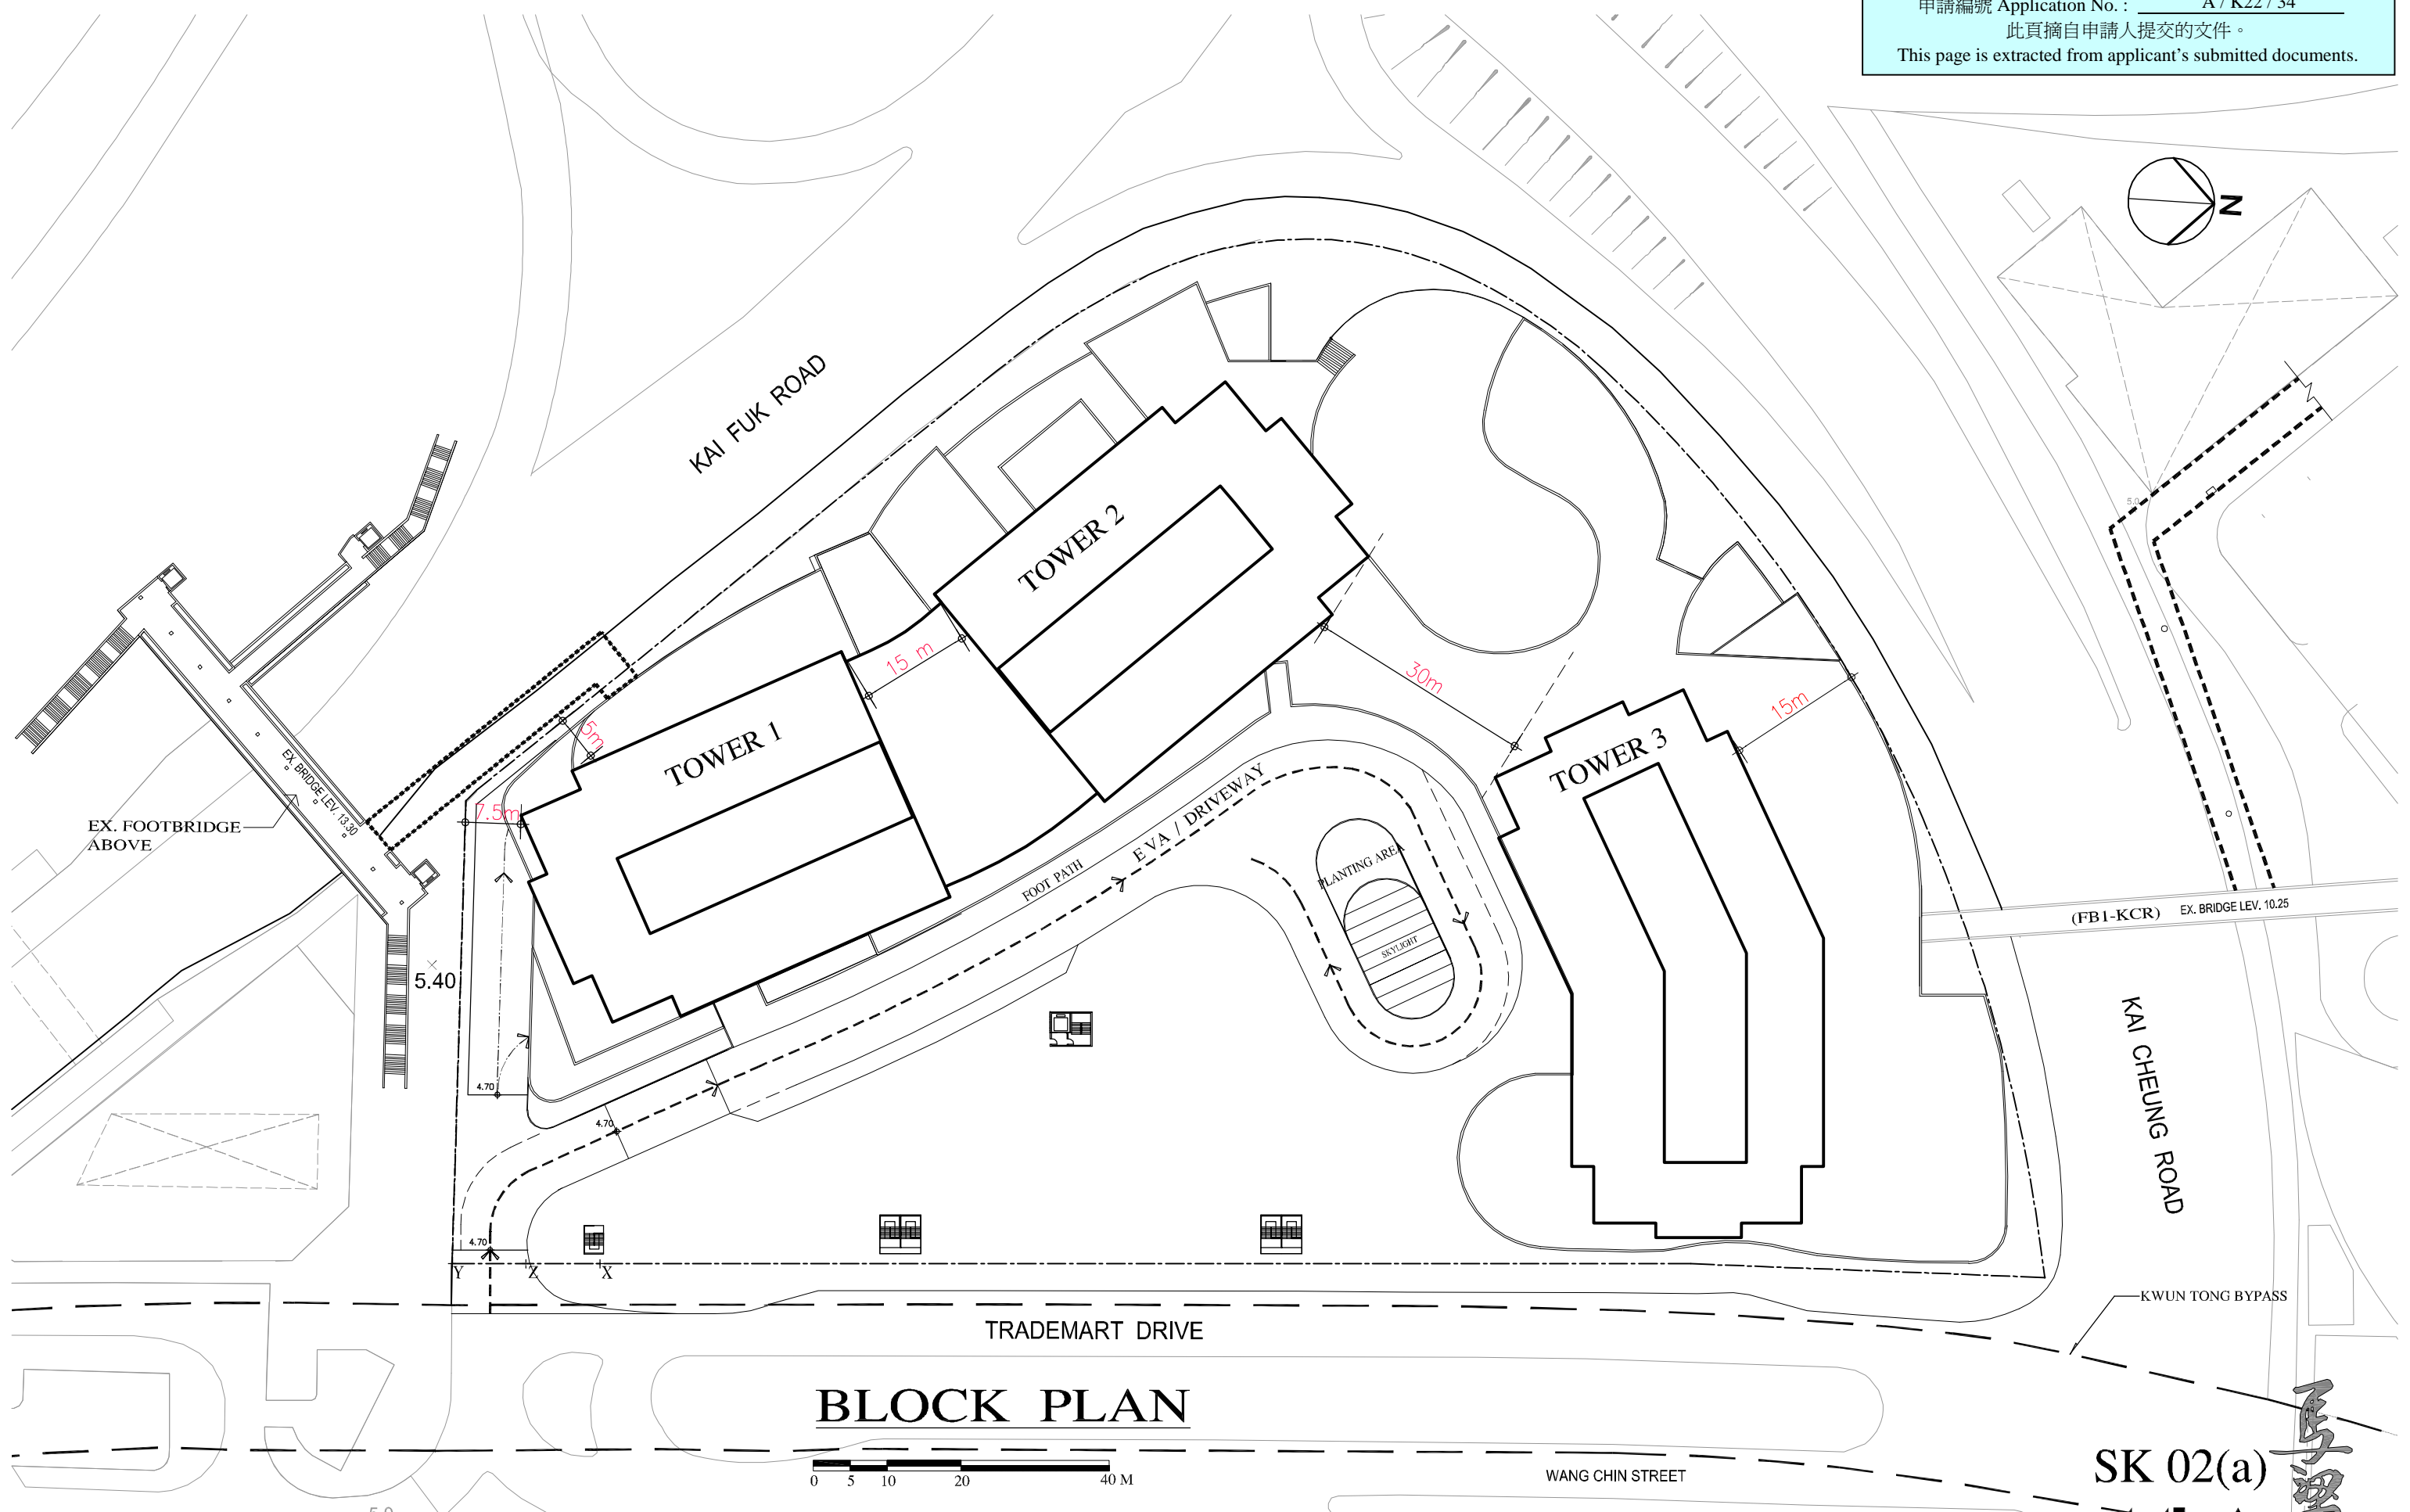 申請編號 Application No. : A / K22 / 34
此頁摘自申請人提交的文件。
This page is extracted from applicant's submitted documents.
N
KAI FUK ROAD
TOWER 2
15 m
30m
15m
5m
TOWER 1
TOWER 3
7.5m
EX. BRIDGE LEV. 13.30
EX. FOOTBRIDGE
ABOVE
E VA / DRIVEWAY
FOOT PATH
PLANTING AREA
SKYLIGHT
(FB1-KCR) EX. BRIDGE LEV. 10.25
5.0
5.40
KAI CHEUNG ROAD
4.70
4.70
4.70
Y Z X
KWUN TONG BYPASS
TRADEMART DRIVE
BLOCK PLAN
0 5 10 20 40 M
WANG CHIN STREET
SK 02(a)